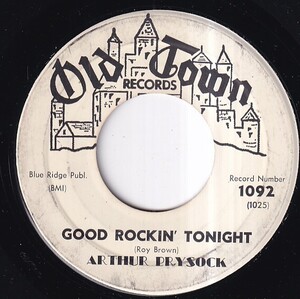 Old Town
RECORDS
Blue Ridge Publ.
(BMI)
Record Number
1092
(1025)
GOOD ROCKIN' TONIGHT
(Roy Brown)
ARTHUR PRYSOCK